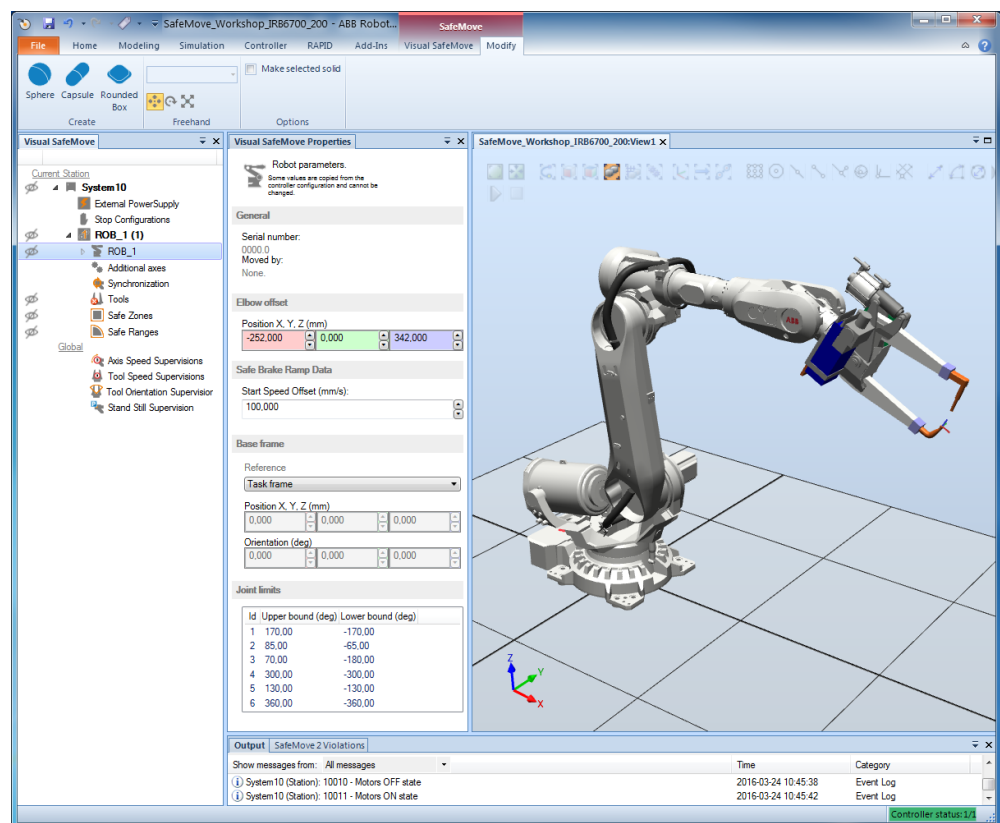 SafeMove_Workshop_IRB6700_200 - ABB Robot...
SafeMove
File Home Modeling Simulation Controller RAPID Add-Ins Visual SafeMove Modify
Make selected solid
Sphere Capsule Rounded Box
Create Freehand Options
Visual SafeMove
Current Station
System10
External PowerSupply
Stop Configurations
ROB_1 (1)
ROB_1
Additional axes
Synchronization
Tools
Safe Zones
Safe Ranges
Global
Axis Speed Supervisions
Tool Speed Supervisions
Tool Orientation Supervisior
Stand Still Supervision
Visual SafeMove Properties
Robot parameters.
Some values are copied from the
controller configuration and cannot be
changed.
General
Serial number:
0000.0
Moved by:
None.
Elbow offset
Position X, Y, Z (mm)
-252,000 0,000 342,000
Safe Brake Ramp Data
Start Speed Offset (mm/s):
100,000
Base frame
Reference
Task frame
Position X, Y, Z (mm)
0,000 0,000 0,000
Orientation (deg)
0,000 0,000 0,000
Joint limits
Id Upper bound (deg) Lower bound (deg)
1 170,00 -170,00
2 85,00 -65,00
3 70,00 -180,00
4 300,00 -300,00
5 130,00 -130,00
6 360,00 -360,00
SafeMove_Workshop_IRB6700_200:View1
ABB
Z
Y
X
Output SafeMove 2 Violations
Show messages from: All messages Time Category
System10 (Station): 10010 - Motors OFF state 2016-03-24 10:45:38 Event Log
System10 (Station): 10011 - Motors ON state 2016-03-24 10:45:42 Event Log
Controller status: 1/1